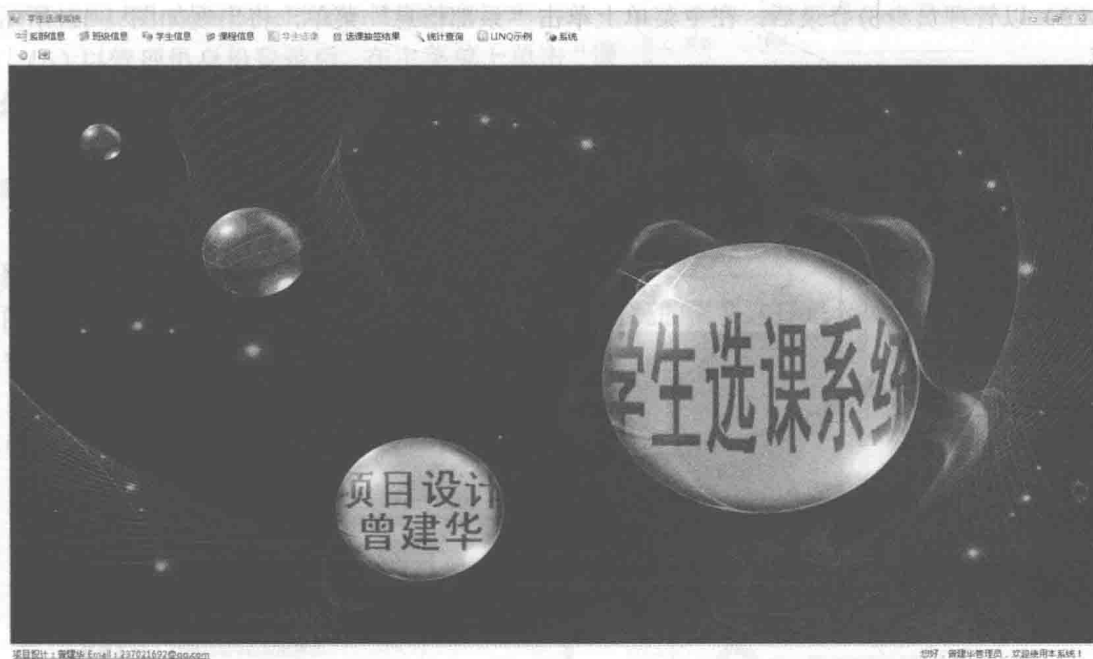 学生选课系统
系部信息 班级信息 学生信息 课程信息 学生选课 选课抽签结果 统计查询 LINQ示例 系统
学生选课系统
项目设计
曾建华
项目设计：曾建华 Email：237021692@qq.com
您好，曾建华管理员，欢迎使用本系统！